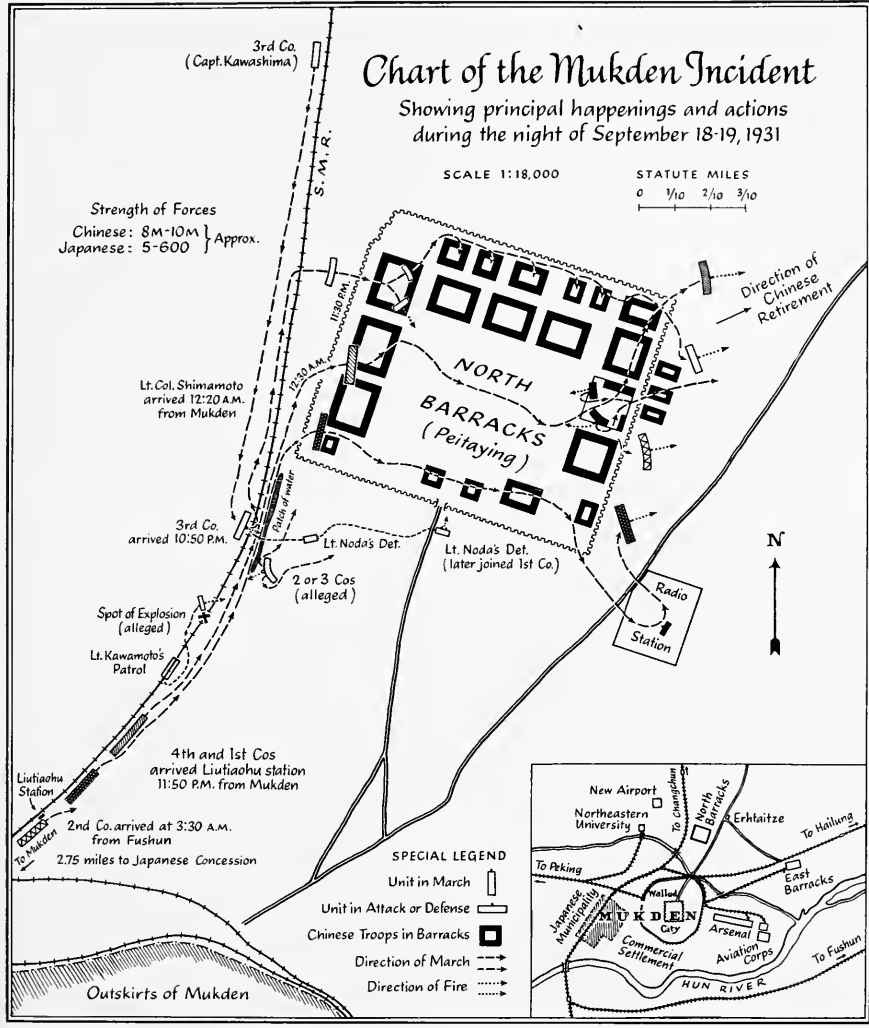 Chart of the Mukden Incident
Showing principal happenings and actions
during the night of September 18-19, 1931
SCALE 1:18,000
STATUTE MILES
0 1/10 2/10 3/10
3rd Co.
(Capt. Kawashima)
S.M.R.
Strength of Forces
Chinese: 8M-10M
Japanese: 5-600
} Approx.
11:30 P.M.
12:30 A.M.
Direction of
Chinese
Retirement
Lt. Col. Shimamoto
arrived 12:20 A.M.
from Mukden
NORTH
BARRACKS
(Peitaying)
Patch of water
3rd Co.
arrived 10:50 P.M.
Lt. Noda's Det.
Lt. Noda's Det.
(later joined 1st Co.)
2 or 3 Cos
(alleged)
N
Radio
Station
Spot of Explosion
(alleged)
Lt. Kawamoto's
Patrol
4th and 1st Cos
arrived Liutiaohu station
11:50 P.M. from Mukden
Liutiaohu
Station
2nd Co. arrived at 3:30 A.M.
from Fushun
To Mukden
2.75 miles to Japanese Concession
Outskirts of Mukden
SPECIAL LEGEND
Unit in March
Unit in Attack or Defense
Chinese Troops in Barracks
Direction of March
Direction of Fire
New Airport
Northeastern
University
To Changchun
North
Barracks
Erhtaitze
To Hailung
To Peking
East
Barracks
Japanese
Municipality
Walled
MUKDEN
City
Arsenal
Aviation
Corps
Commercial
Settlement
To Fushun
HUN RIVER